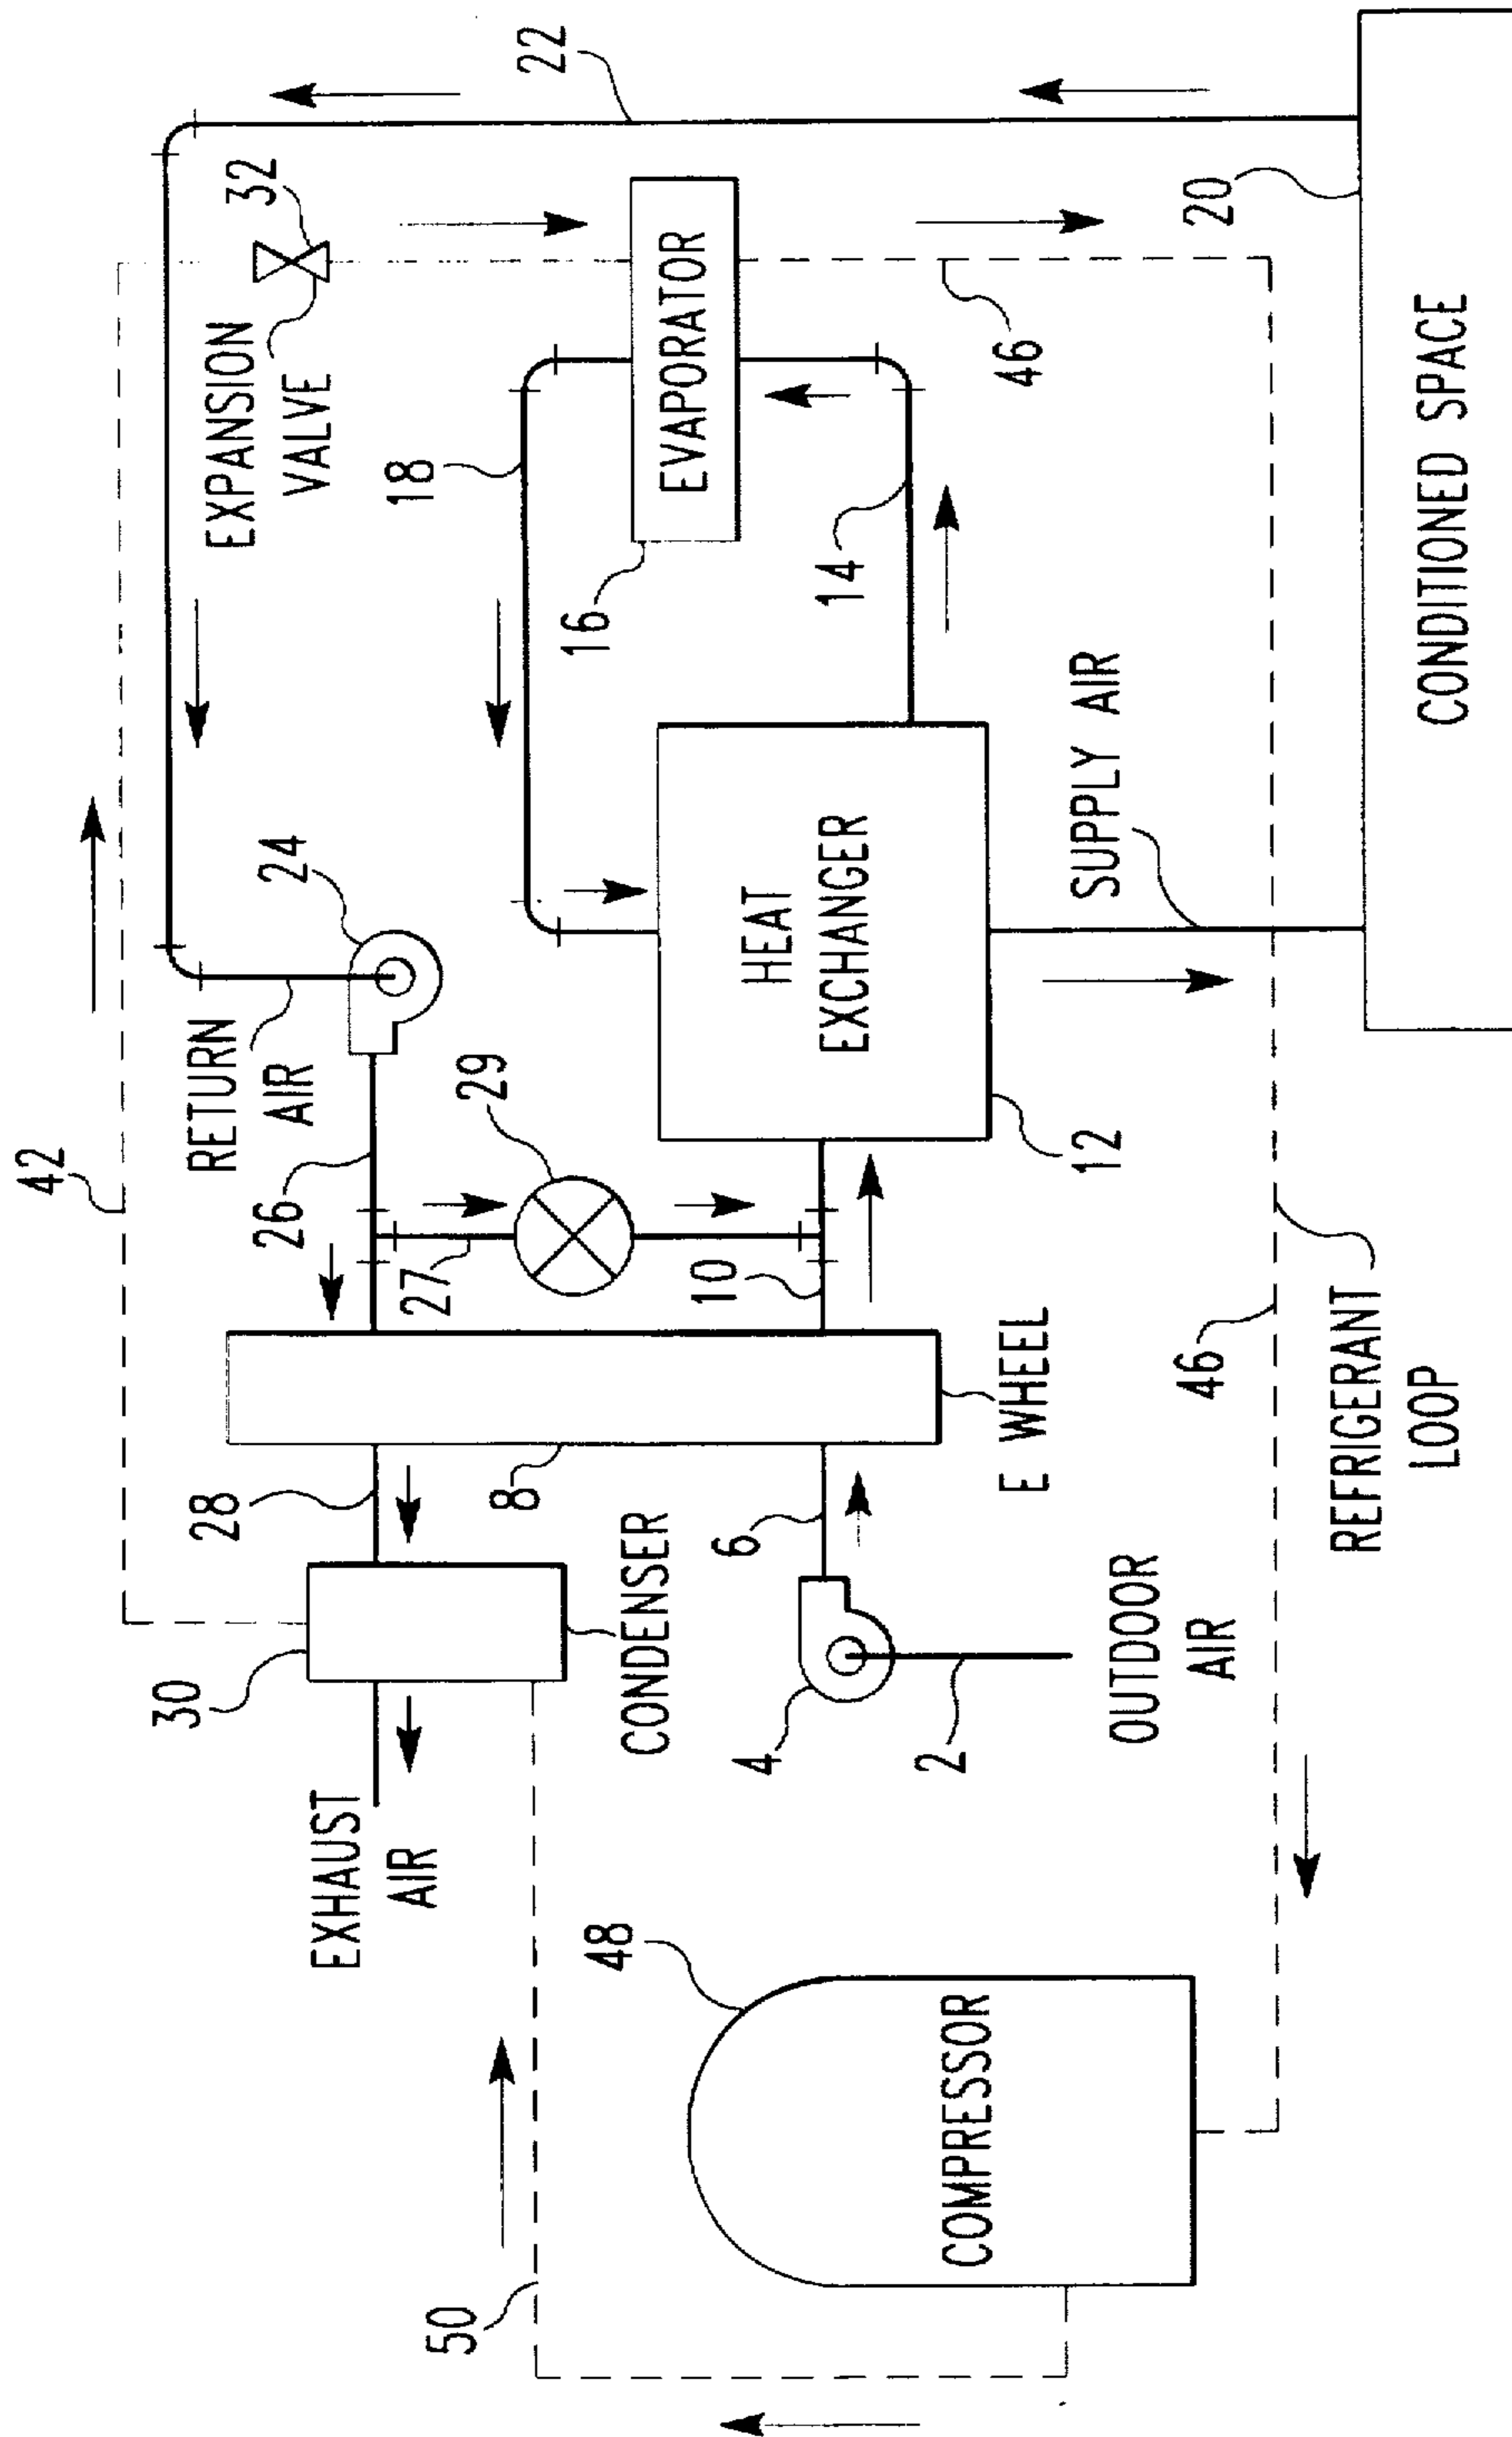 42
22
32
EXPANSION
VALVE
24
RETURN
AIR
26
28
30
EXHAUST
AIR
18
EVAPORATOR
16
14
46
20
29
27
10
8
CONDENSER
6
4
2
OUTDOOR
AIR
HEAT
EXCHANGER
12
SUPPLY AIR
E WHEEL
46
REFRIGERANT
LOOP
CONDITIONED SPACE
48
COMPRESSOR
50